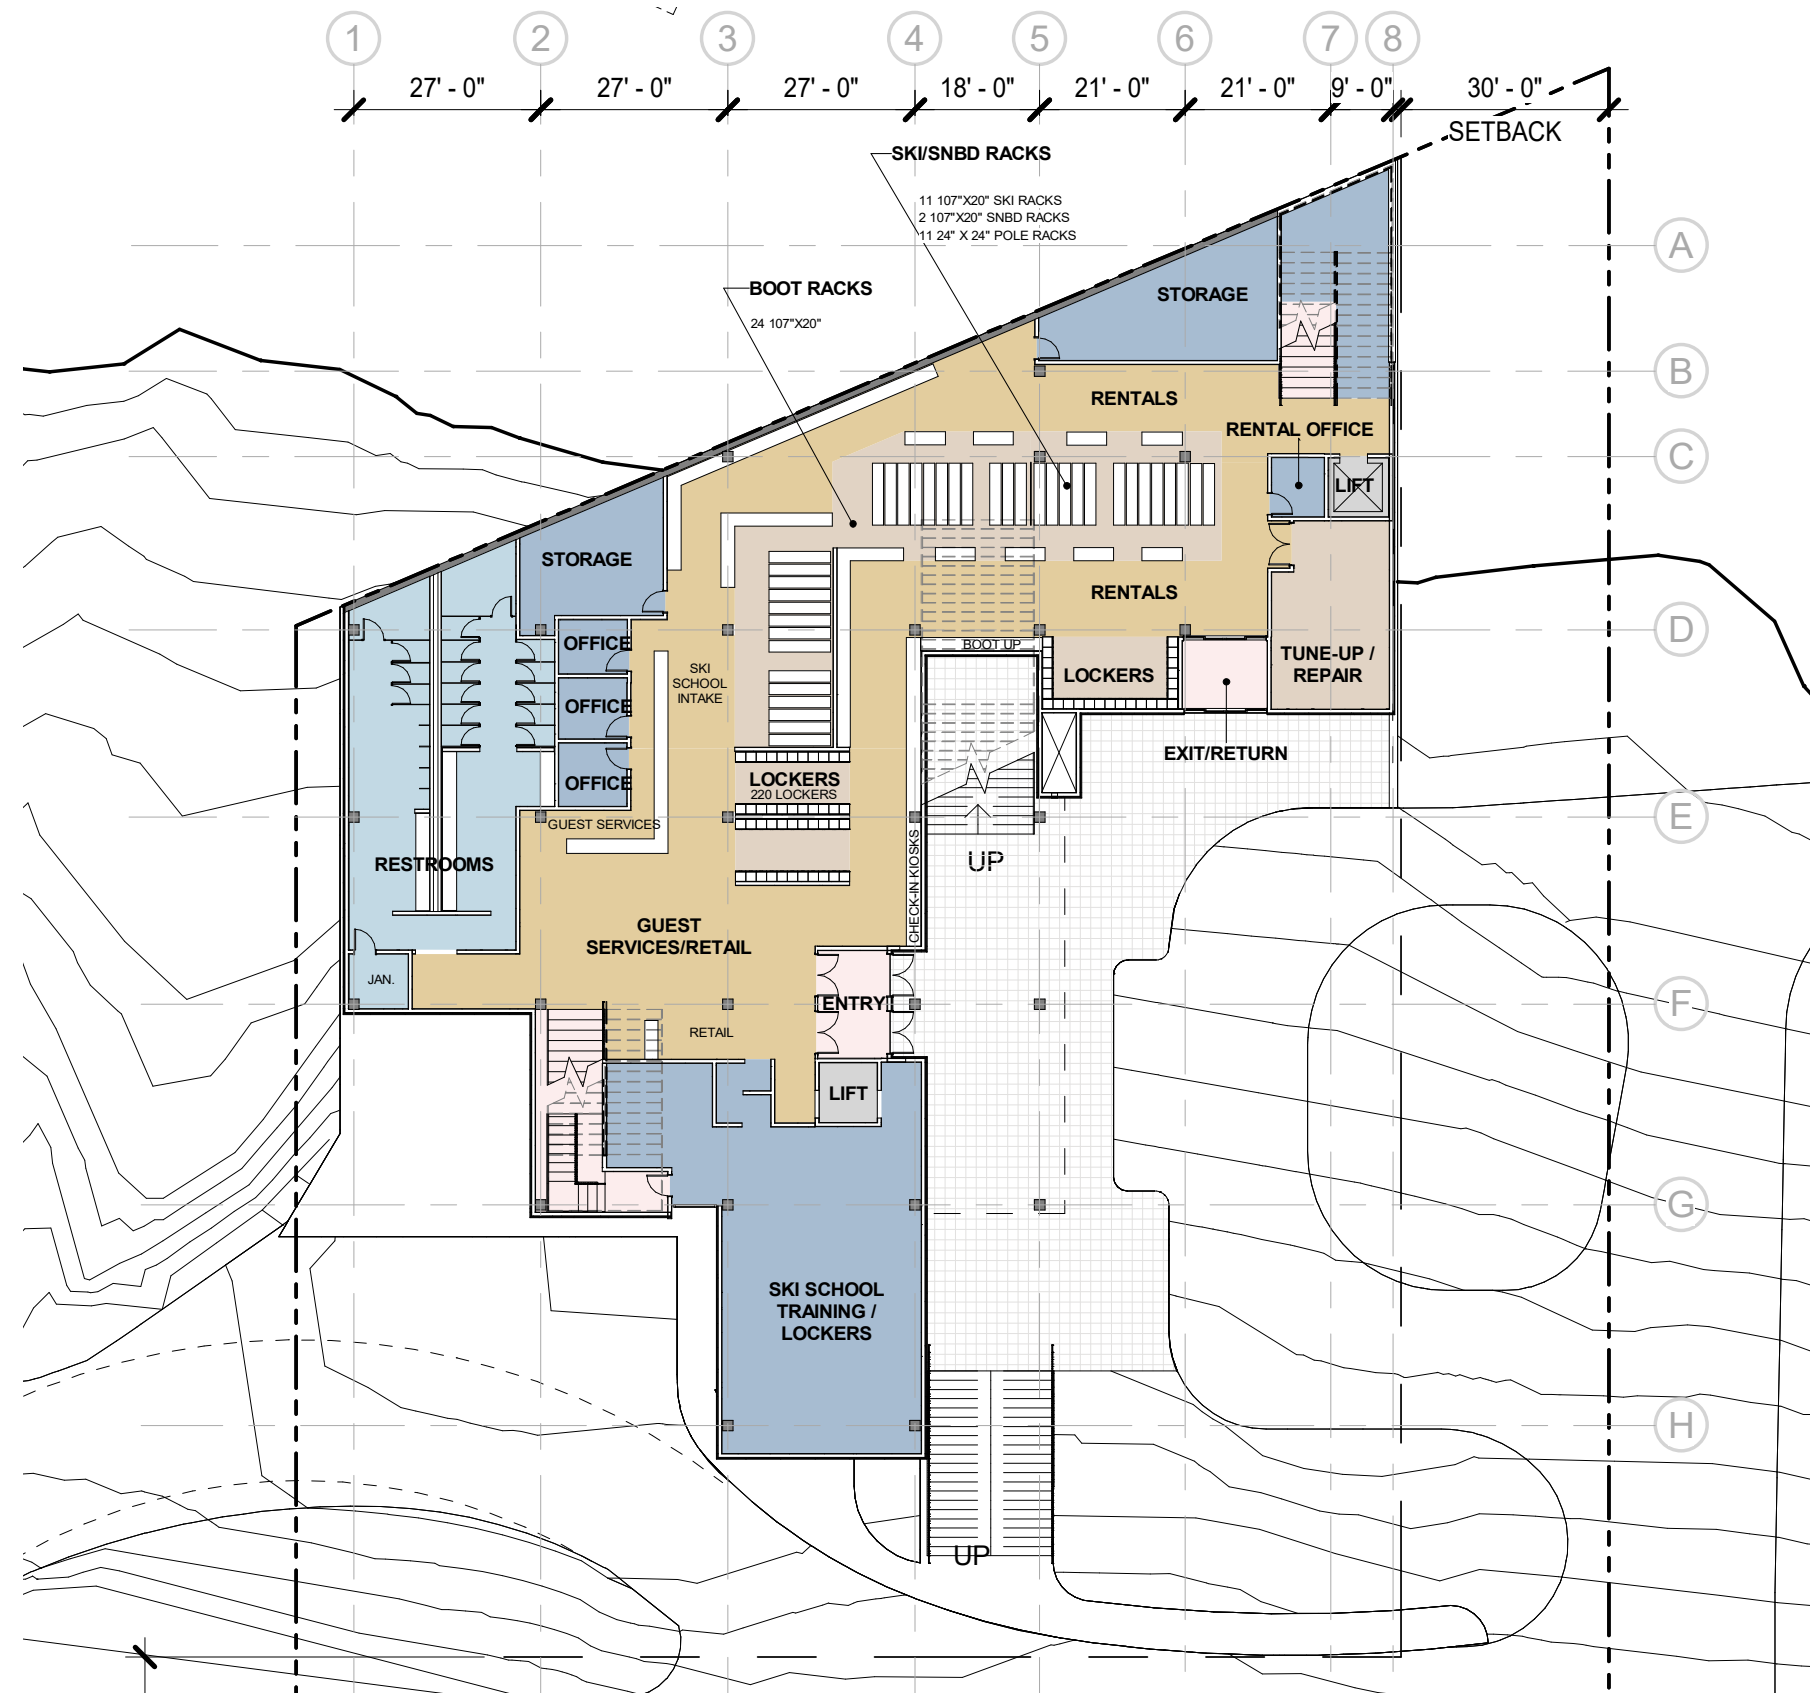 1 2 3 4 5 6 7 8
27' - 0" 27' - 0" 27' - 0" 18' - 0" 21' - 0" 21' - 0" 9' - 0" 30' - 0"
SETBACK
SKI/SNBD RACKS
11 107"X20" SKI RACKS
2 107"X20" SNBD RACKS
11 24" X 24" POLE RACKS
A
BOOT RACKS
24 107"X20"
STORAGE
B
RENTALS
RENTAL OFFICE
C
LIFT
STORAGE
RENTALS
D
OFFICE
BOOT UP
SKI
SCHOOL
INTAKE
LOCKERS
TUNE-UP /
REPAIR
OFFICE
EXIT/RETURN
OFFICE
LOCKERS
220 LOCKERS
E
GUEST SERVICES
CHECK-IN KIOSKS
UP
RESTROOMS
GUEST
SERVICES/RETAIL
JAN.
ENTRY
F
RETAIL
LIFT
G
SKI SCHOOL
TRAINING /
LOCKERS
H
UP